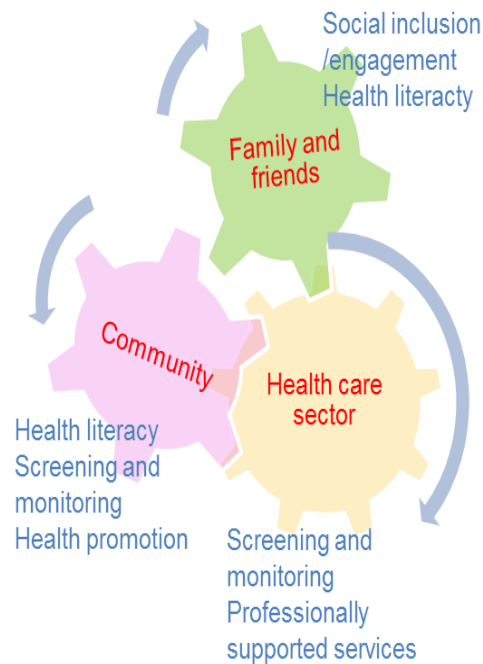 Social inclusion
/engagement
Health literacty
Family and
friends
Community
Health care
sector
Health literacy
Screening and
monitoring
Health promotion
Screening and
monitoring
Professionally
supported services